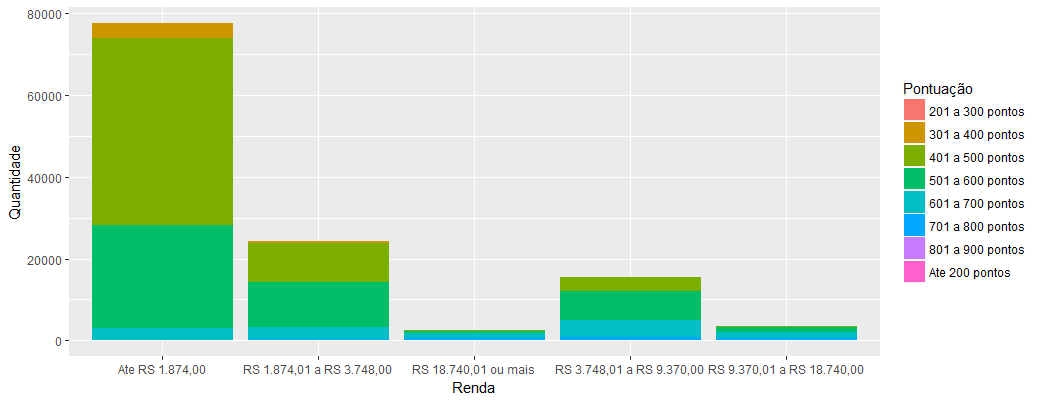 80000
60000
40000
20000
0
Quantidade
Ate RS 1.874,00
RS 1.874,01 a RS 3.748,00
RS 18.740,01 ou mais
RS 3.748,01 a RS 9.370,00
RS 9.370,01 a RS 18.740,00
Renda
Pontuação
201 a 300 pontos
301 a 400 pontos
401 a 500 pontos
501 a 600 pontos
601 a 700 pontos
701 a 800 pontos
801 a 900 pontos
Ate 200 pontos